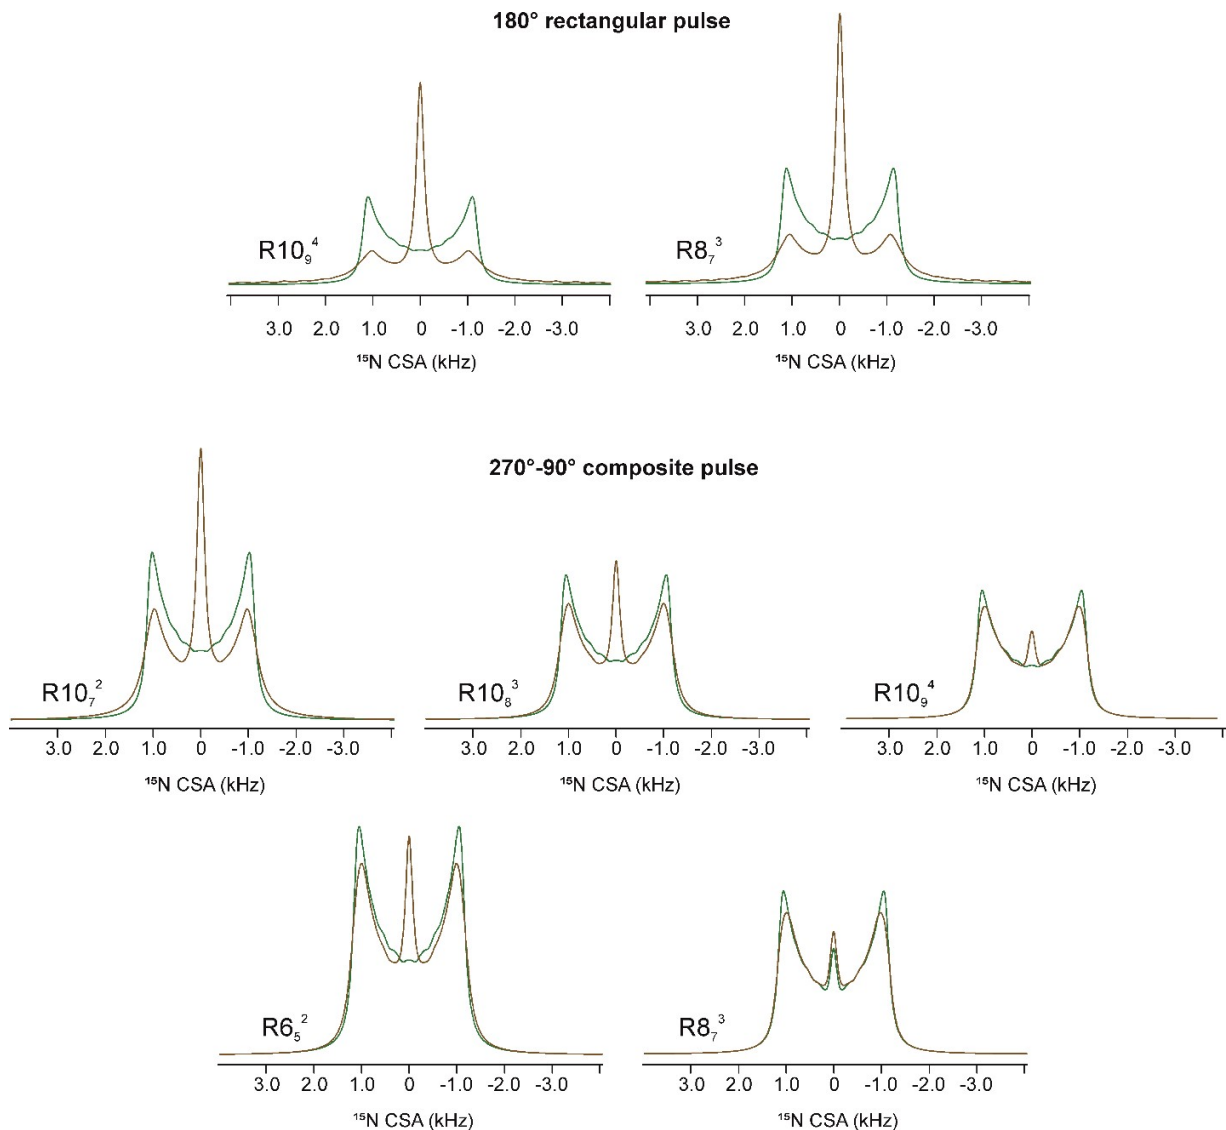 180° rectangular pulse
R10₉⁴
3.0 2.0 1.0 0 -1.0 -2.0 -3.0
¹⁵N CSA (kHz)
R8₇³
3.0 2.0 1.0 0 -1.0 -2.0 -3.0
¹⁵N CSA (kHz)
270°-90° composite pulse
R10₇²
3.0 2.0 1.0 0 -1.0 -2.0 -3.0
¹⁵N CSA (kHz)
R10₈³
3.0 2.0 1.0 0 -1.0 -2.0 -3.0
¹⁵N CSA (kHz)
R10₉⁴
3.0 2.0 1.0 0 -1.0 -2.0 -3.0
¹⁵N CSA (kHz)
R6₅²
3.0 2.0 1.0 0 -1.0 -2.0 -3.0
¹⁵N CSA (kHz)
R8₇³
3.0 2.0 1.0 0 -1.0 -2.0 -3.0
¹⁵N CSA (kHz)